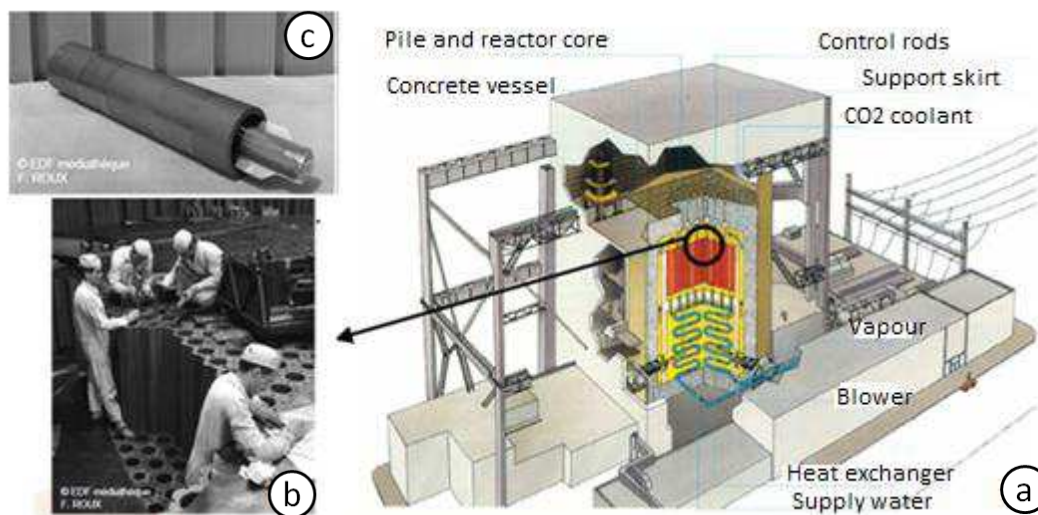 c
© EDF médiathèque
F. ROUX
© EDF médiathèque
F. ROUX
b
Pile and reactor core
Concrete vessel
Control rods
Support skirt
CO2 coolant
Vapour
Blower
Heat exchanger
Supply water
a